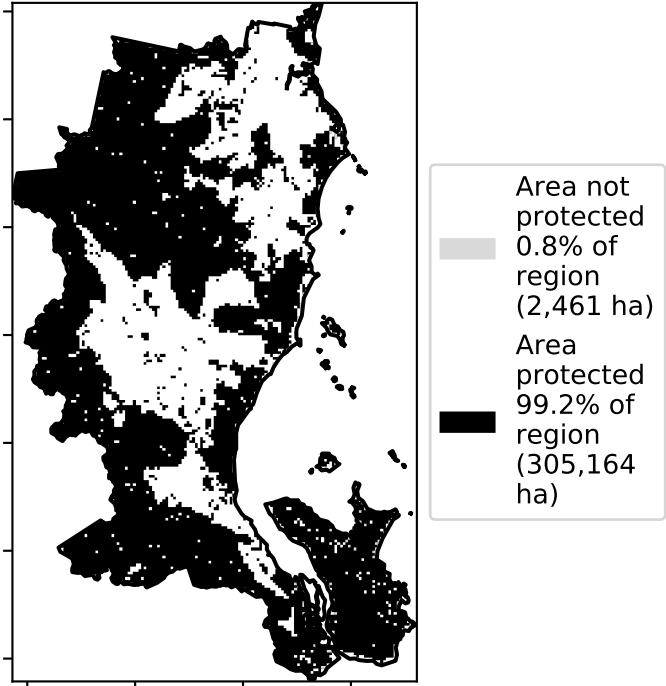 Area not
protected
0.8% of
region
(2,461 ha)
Area
protected
99.2% of
region
(305,164
ha)